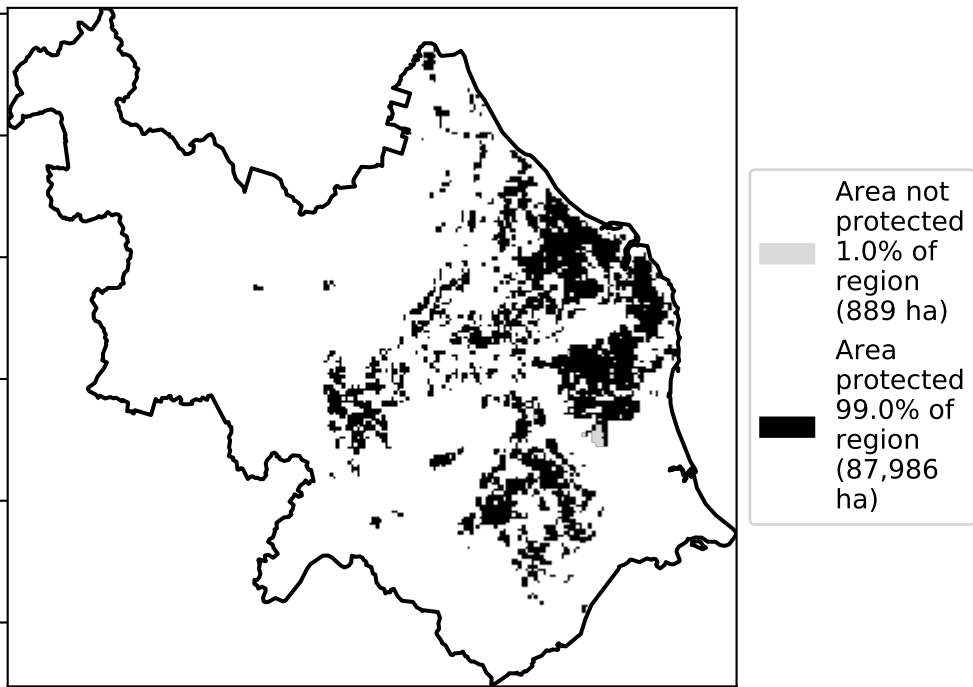 Area not
protected
1.0% of
region
(889 ha)
Area
protected
99.0% of
region
(87,986
ha)